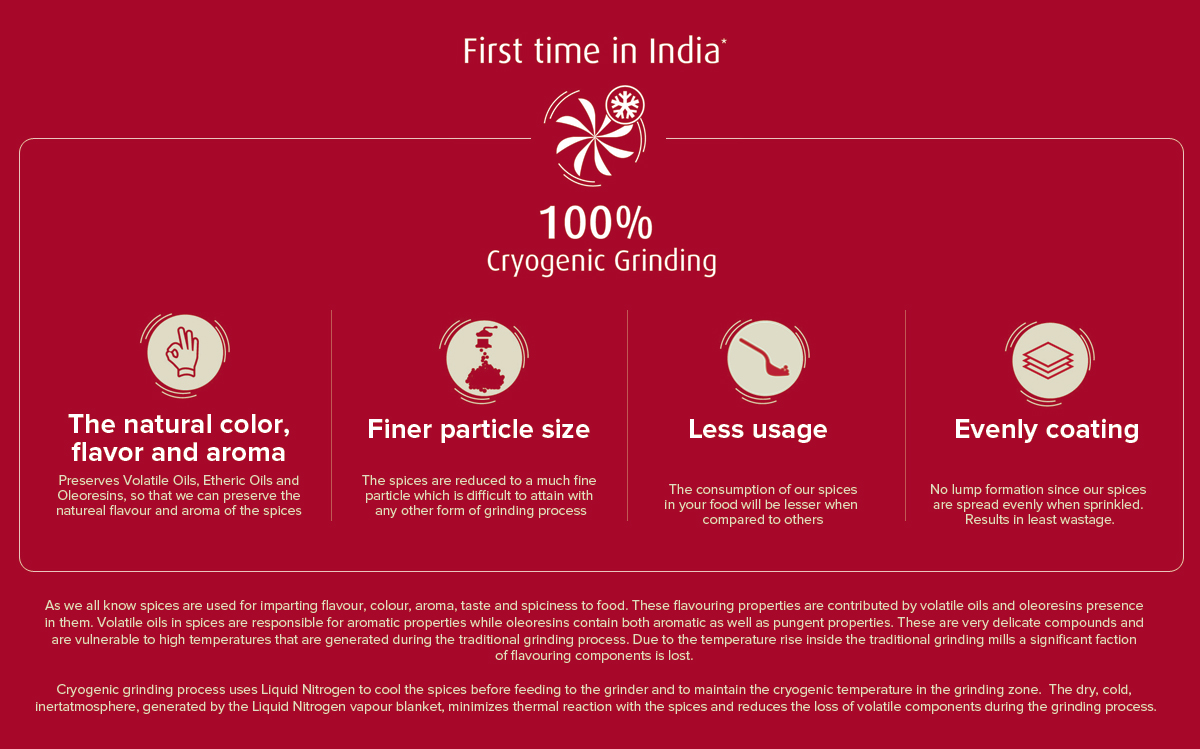 First time in India*
100%
Cryogenic Grinding
The natural color,
flavor and aroma
Preserves Volatile Oils, Etheric Oils and
Oleoresins, so that we can preserve the
natureal flavour and aroma of the spices
Finer particle size
The spices are reduced to a much fine
particle which is difficult to attain with
any other form of grinding process
Less usage
The consumption of our spices
in your food will be lesser when
compared to others
Evenly coating
No lump formation since our spices
are spread evenly when sprinkled.
Results in least wastage.
As we all know spices are used for imparting flavour, colour, aroma, taste and spiciness to food. These flavouring properties are contributed by volatile oils and oleoresins presence
in them. Volatile oils in spices are responsible for aromatic properties while oleoresins contain both aromatic as well as pungent properties. These are very delicate compounds and
are vulnerable to high temperatures that are generated during the traditional grinding process. Due to the temperature rise inside the traditional grinding mills a significant faction
of flavouring components is lost.
Cryogenic grinding process uses Liquid Nitrogen to cool the spices before feeding to the grinder and to maintain the cryogenic temperature in the grinding zone.  The dry, cold,
inertatmosphere, generated by the Liquid Nitrogen vapour blanket, minimizes thermal reaction with the spices and reduces the loss of volatile components during the grinding process.